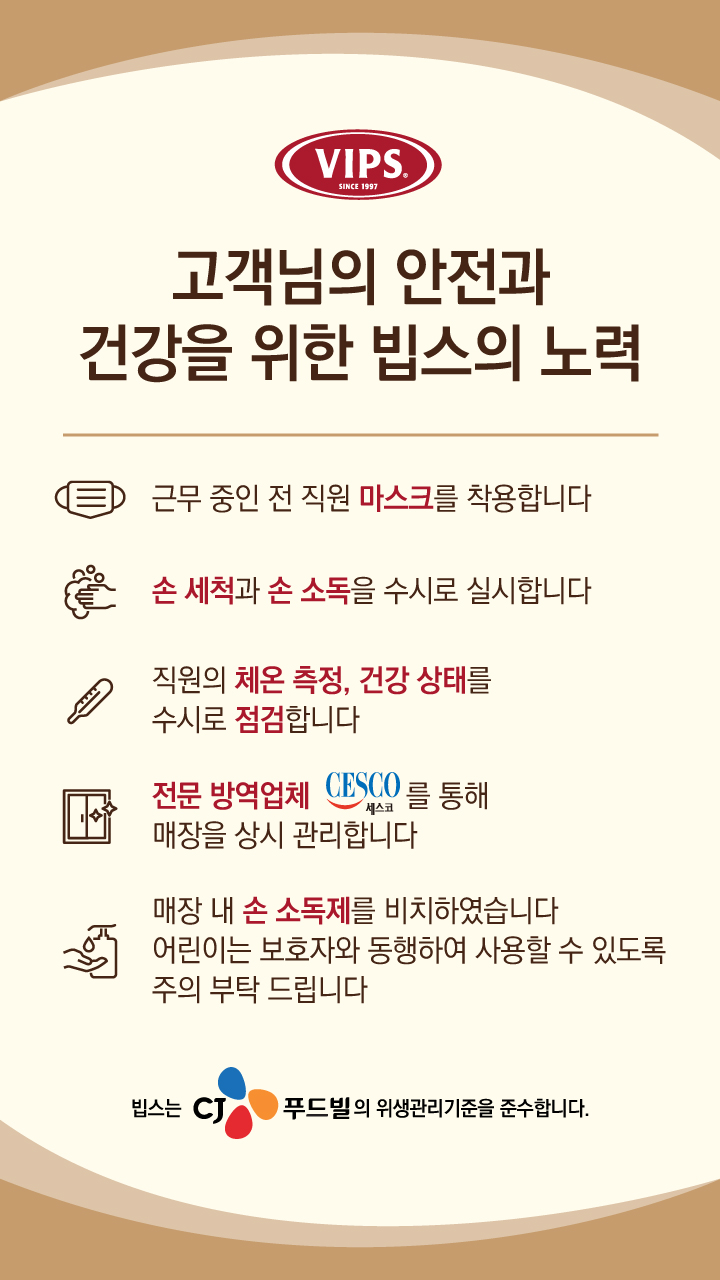 VIPS®
SINCE 1997
고객님의 안전과
건강을 위한 빕스의 노력
근무 중인 전 직원 마스크를 착용합니다
손 세척과 손 소독을 수시로 실시합니다
직원의 체온 측정, 건강 상태를
수시로 점검합니다
전문 방역업체 CESCO 세스코 를 통해
매장을 상시 관리합니다
매장 내 손 소독제를 비치하였습니다
어린이는 보호자와 동행하여 사용할 수 있도록
주의 부탁 드립니다
빕스는 CJ 푸드빌의 위생관리기준을 준수합니다.